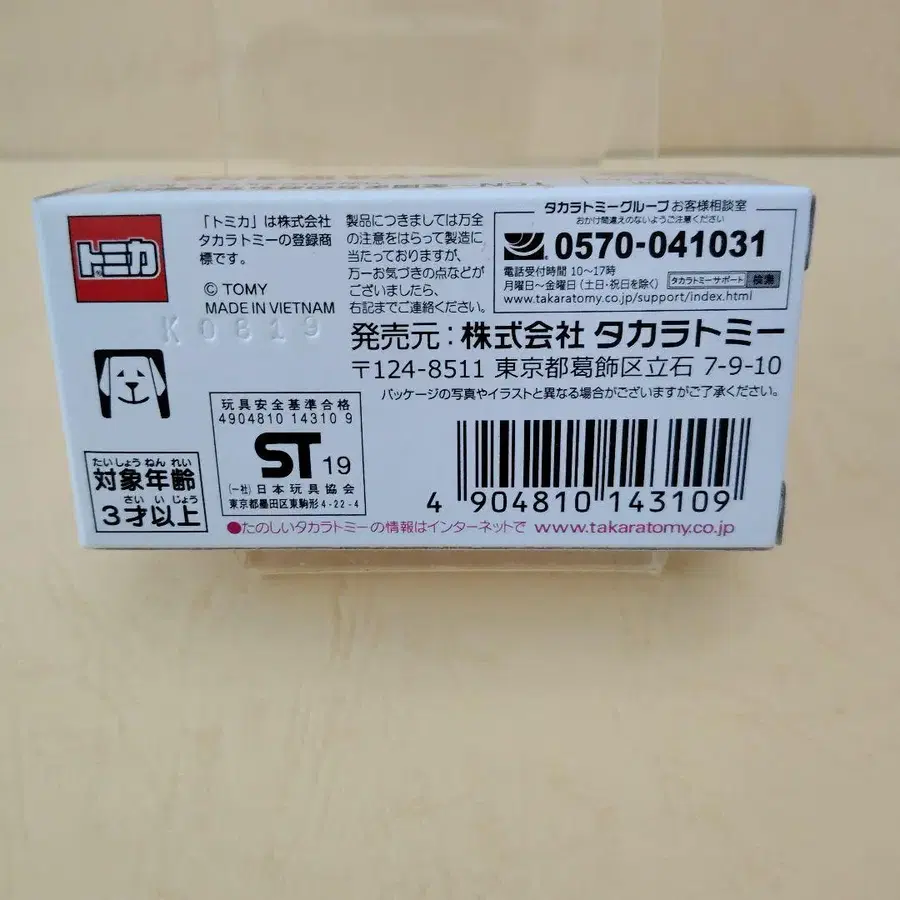 トミカ
「トミカ」は株式会社
タカラトミーの登録商
標です。
© TOMY
MADE IN VIETNAM
K0819
製品につきましては万全
の注意をはらって製造に
当たっておりますが、
万一お気づきの点などが
ございましたら、
右記までご連絡ください。
タカラトミーグループお客様相談室
おかけ間違えのないようご注意ください
0570-041031
電話受付時間 10〜17時
月曜日〜金曜日（土日・祝日を除く）
タカラトミーサポート 検索
www.takaratomy.co.jp/support/index.html
発売元：株式会社 タカラトミー
〒124-8511 東京都葛飾区立石 7-9-10
パッケージの写真やイラストと異なる場合がございますがご了承ください。
玩具安全基準合格
4904810 14310 9
ST 19
(一社)日本玩具協会
東京都墨田区東駒形4-22-4
たいしょうねんれい
対象年齢
さいいじょう
3才以上
4 904810 143109
●たのしいタカラトミーの情報はインターネットで www.takaratomy.co.jp